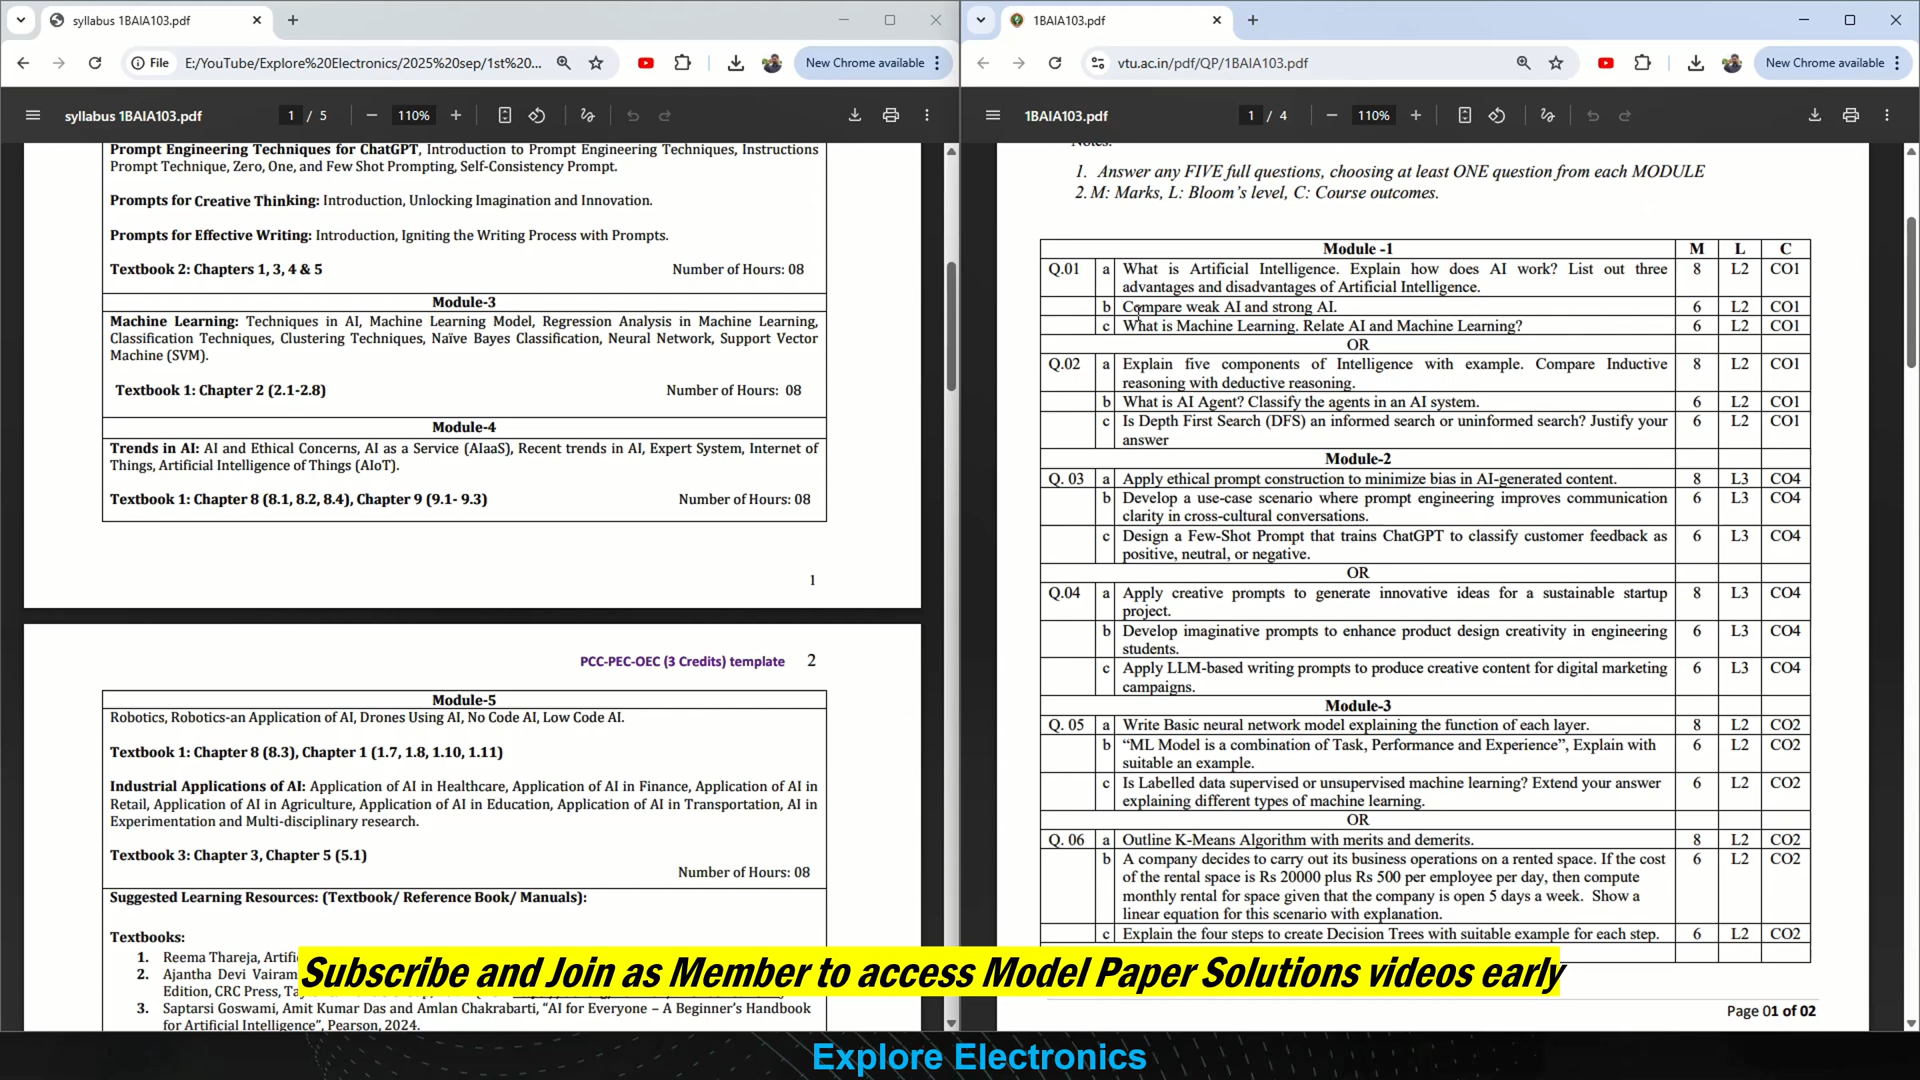 syllabus 1BAIA103.pdf
File
E:/YouTube/Explore%20Electronics/2025%20sep/1st%20...
New Chrome available
syllabus 1BAIA103.pdf
1 / 5
110%
Prompt Engineering Techniques for ChatGPT, Introduction to Prompt Engineering Techniques, Instructions
Prompt Technique, Zero, One, and Few Shot Prompting, Self-Consistency Prompt.
Prompts for Creative Thinking: Introduction, Unlocking Imagination and Innovation.
Prompts for Effective Writing: Introduction, Igniting the Writing Process with Prompts.
Textbook 2: Chapters 1, 3, 4 & 5 Number of Hours: 08
Module-3
Machine Learning: Techniques in AI, Machine Learning Model, Regression Analysis in Machine Learning,
Classification Techniques, Clustering Techniques, Naïve Bayes Classification, Neural Network, Support Vector
Machine (SVM).
Textbook 1: Chapter 2 (2.1-2.8) Number of Hours: 08
Module-4
Trends in AI: AI and Ethical Concerns, AI as a Service (AIaaS), Recent trends in AI, Expert System, Internet of
Things, Artificial Intelligence of Things (AIoT).
Textbook 1: Chapter 8 (8.1, 8.2, 8.4), Chapter 9 (9.1- 9.3) Number of Hours: 08
1
PCC-PEC-OEC (3 Credits) template 2
Module-5
Robotics, Robotics-an Application of AI, Drones Using AI, No Code AI, Low Code AI.
Textbook 1: Chapter 8 (8.3), Chapter 1 (1.7, 1.8, 1.10, 1.11)
Industrial Applications of AI: Application of AI in Healthcare, Application of AI in Finance, Application of AI in
Retail, Application of AI in Agriculture, Application of AI in Education, Application of AI in Transportation, AI in
Experimentation and Multi-disciplinary research.
Textbook 3: Chapter 3, Chapter 5 (5.1)
Number of Hours: 08
Suggested Learning Resources: (Textbook/ Reference Book/ Manuals):
Textbooks:
1. Reema Thareja,
2. Ajantha Devi Vairam
Edition, CRC Press,
3. Saptarsi Goswami, Amit Kumar Das and Amlan Chakrabarti, “AI for Everyone – A Beginner’s Handbook
for Artificial Intelligence”, Pearson, 2024.
1BAIA103.pdf
vtu.ac.in/pdf/QP/1BAIA103.pdf
New Chrome available
1BAIA103.pdf
1 / 4
110%
Notes:
1. Answer any FIVE full questions, choosing at least ONE question from each MODULE
2. M: Marks, L: Bloom’s level, C: Course outcomes.
Module -1 M L C
Q.01 a What is Artificial Intelligence. Explain how does AI work? List out three 8 L2 CO1
advantages and disadvantages of Artificial Intelligence.
b Compare weak AI and strong AI. 6 L2 CO1
c What is Machine Learning. Relate AI and Machine Learning? 6 L2 CO1
OR
Q.02 a Explain five components of Intelligence with example. Compare Inductive 8 L2 CO1
reasoning with deductive reasoning.
b What is AI Agent? Classify the agents in an AI system. 6 L2 CO1
c Is Depth First Search (DFS) an informed search or uninformed search? Justify your 6 L2 CO1
answer
Module-2
Q. 03 a Apply ethical prompt construction to minimize bias in AI-generated content. 8 L3 CO4
b Develop a use-case scenario where prompt engineering improves communication 6 L3 CO4
clarity in cross-cultural conversations.
c Design a Few-Shot Prompt that trains ChatGPT to classify customer feedback as 6 L3 CO4
positive, neutral, or negative.
OR
Q.04 a Apply creative prompts to generate innovative ideas for a sustainable startup 8 L3 CO4
project.
b Develop imaginative prompts to enhance product design creativity in engineering 6 L3 CO4
students.
c Apply LLM-based writing prompts to produce creative content for digital marketing 6 L3 CO4
campaigns.
Module-3
Q. 05 a Write Basic neural network model explaining the function of each layer. 8 L2 CO2
b “ML Model is a combination of Task, Performance and Experience”, Explain with 6 L2 CO2
suitable an example.
c Is Labelled data supervised or unsupervised machine learning? Extend your answer 6 L2 CO2
explaining different types of machine learning.
OR
Q. 06 a Outline K-Means Algorithm with merits and demerits. 8 L2 CO2
b A company decides to carry out its business operations on a rented space. If the cost 6 L2 CO2
of the rental space is Rs 20000 plus Rs 500 per employee per day, then compute
monthly rental for space given that the company is open 5 days a week. Show a
linear equation for this scenario with explanation.
c Explain the four steps to create Decision Trees with suitable example for each step. 6 L2 CO2
Page 01 of 02
Subscribe and Join as Member to access Model Paper Solutions videos early
Explore Electronics